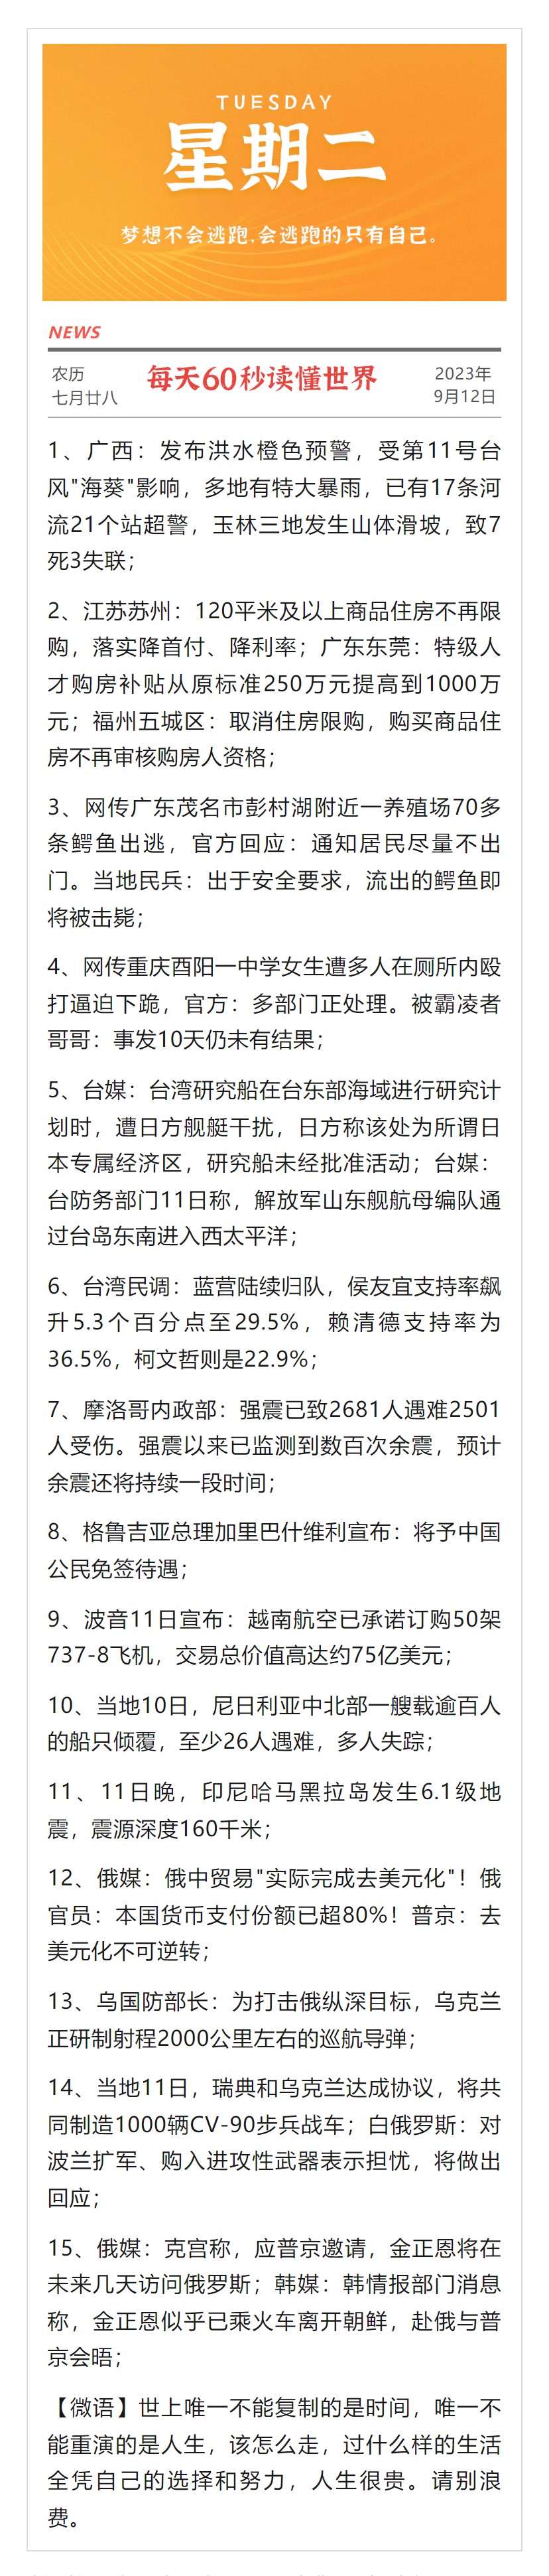 TUESDAY
星期二
梦想不会逃跑,会逃跑的只有自己。
NEWS
农历
七月廿八
每天60秒读懂世界
2023年
9月12日
1、广西：发布洪水橙色预警，受第11号台
风"海葵"影响，多地有特大暴雨，已有17条河
流21个站超警，玉林三地发生山体滑坡，致7
死3失联；
2、江苏苏州：120平米及以上商品住房不再限
购，落实降首付、降利率；广东东莞：特级人
才购房补贴从原标准250万元提高到1000万
元；福州五城区：取消住房限购，购买商品住
房不再审核购房人资格；
3、网传广东茂名市彭村湖附近一养殖场70多
条鳄鱼出逃，官方回应：通知居民尽量不出
门。当地民兵：出于安全要求，流出的鳄鱼即
将被击毙；
4、网传重庆酉阳一中学女生遭多人在厕所内殴
打逼迫下跪，官方：多部门正处理。被霸凌者
哥哥：事发10天仍未有结果；
5、台媒：台湾研究船在台东部海域进行研究计
划时，遭日方舰艇干扰，日方称该处为所谓日
本专属经济区，研究船未经批准活动；台媒：
台防务部门11日称，解放军山东舰航母编队通
过台岛东南进入西太平洋；
6、台湾民调：蓝营陆续归队，侯友宜支持率飙
升5.3个百分点至29.5%，赖清德支持率为
36.5%，柯文哲则是22.9%；
7、摩洛哥内政部：强震已致2681人遇难2501
人受伤。强震以来已监测到数百次余震，预计
余震还将持续一段时间；
8、格鲁吉亚总理加里巴什维利宣布：将予中国
公民免签待遇；
9、波音11日宣布：越南航空已承诺订购50架
737-8飞机，交易总价值高达约75亿美元；
10、当地10日，尼日利亚中北部一艘载逾百人
的船只倾覆，至少26人遇难，多人失踪；
11、11日晚，印尼哈马黑拉岛发生6.1级地
震，震源深度160千米；
12、俄媒：俄中贸易"实际完成去美元化"！俄
官员：本国货币支付份额已超80%！普京：去
美元化不可逆转；
13、乌国防部长：为打击俄纵深目标，乌克兰
正研制射程2000公里左右的巡航导弹；
14、当地11日，瑞典和乌克兰达成协议，将共
同制造1000辆CV-90步兵战车；白俄罗斯：对
波兰扩军、购入进攻性武器表示担忧，将做出
回应；
15、俄媒：克宫称，应普京邀请，金正恩将在
未来几天访问俄罗斯；韩媒：韩情报部门消息
称，金正恩似乎已乘火车离开朝鲜，赴俄与普
京会晤；
【微语】世上唯一不能复制的是时间，唯一不
能重演的是人生，该怎么走，过什么样的生活
全凭自己的选择和努力，人生很贵。请别浪
费。